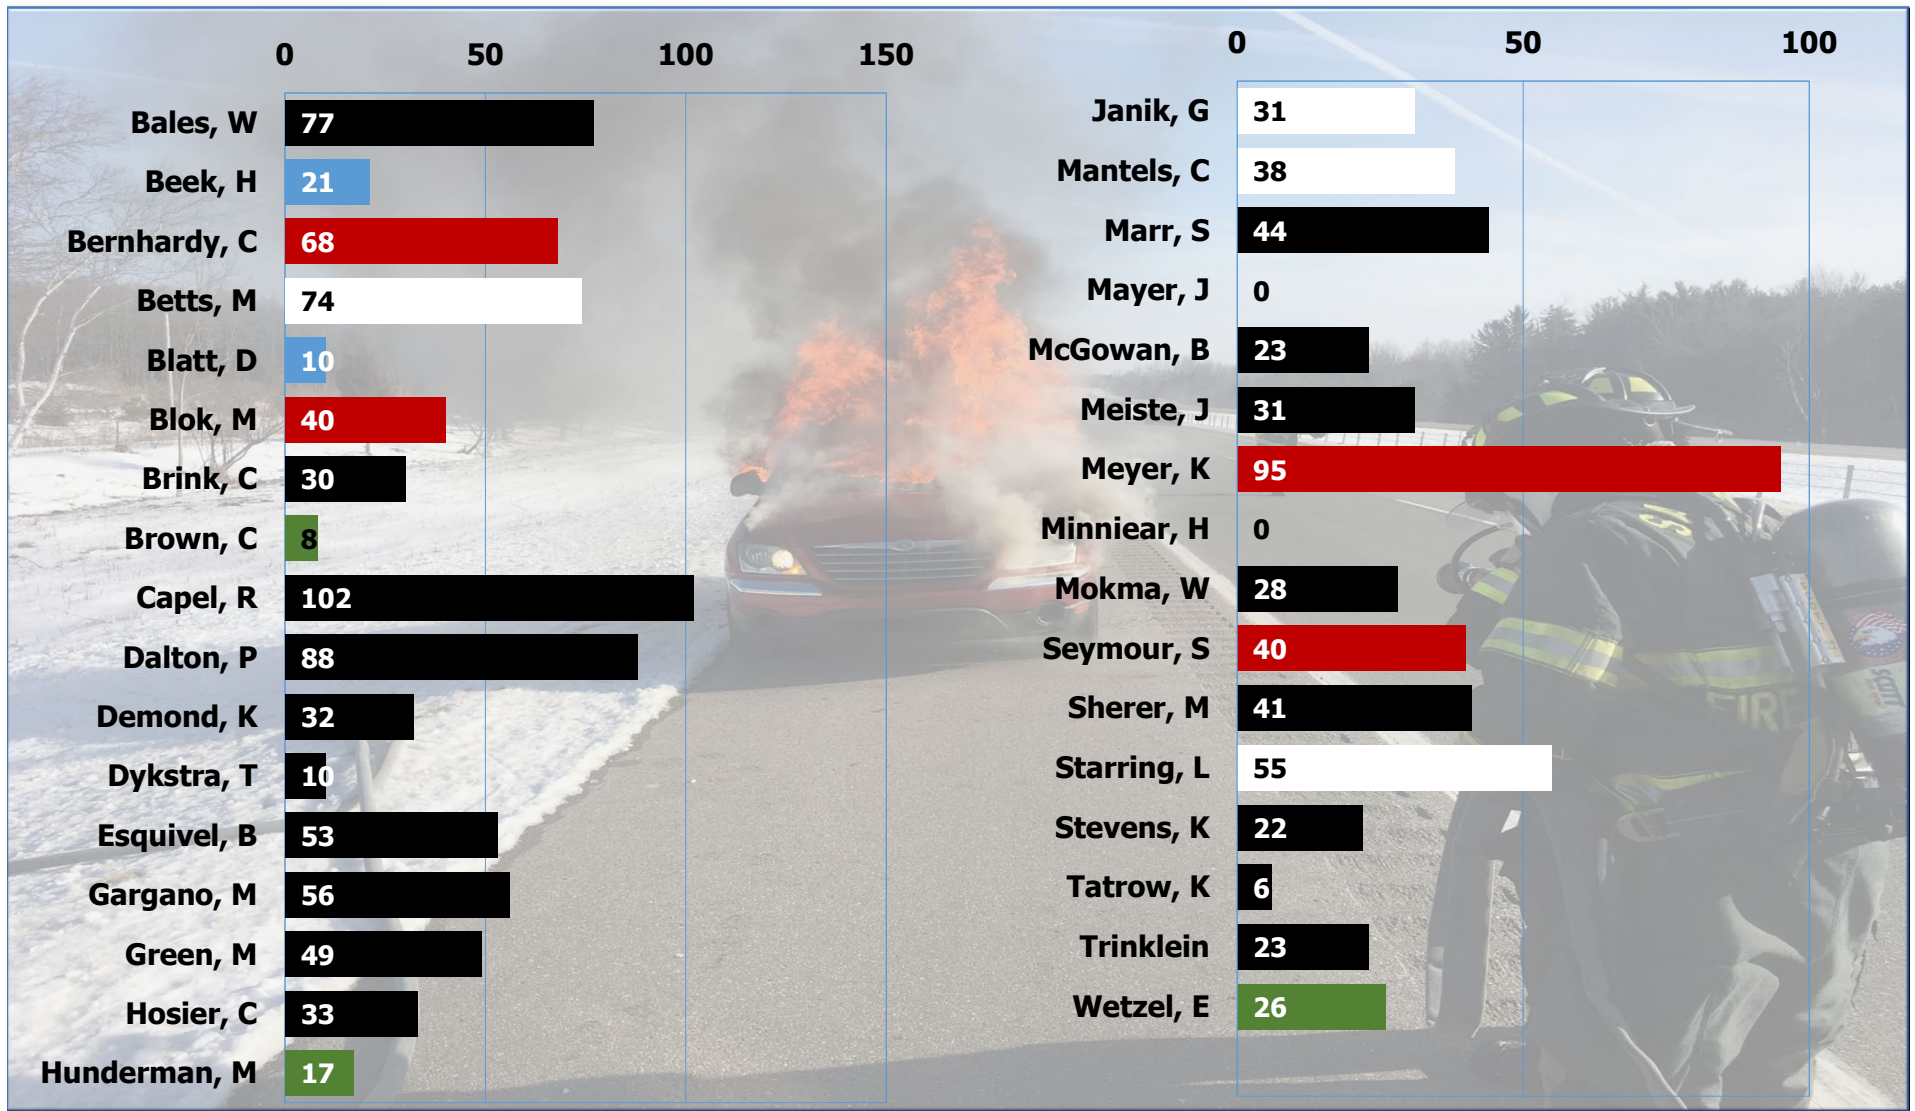 0 50 100 150
Bales, W 77
Beek, H 21
Bernhardy, C 68
Betts, M 74
Blatt, D 10
Blok, M 40
Brink, C 30
Brown, C 8
Capel, R 102
Dalton, P 88
Demond, K 32
Dykstra, T 10
Esquivel, B 53
Gargano, M 56
Green, M 49
Hosier, C 33
Hunderman, M 17
0 50 100
Janik, G 31
Mantels, C 38
Marr, S 44
Mayer, J 0
McGowan, B 23
Meiste, J 31
Meyer, K 95
Minniear, H 0
Mokma, W 28
Seymour, S 40
Sherer, M 41
Starring, L 55
Stevens, K 22
Tatrow, K 6
Trinklein 23
Wetzel, E 26
FIRE
SCOTT